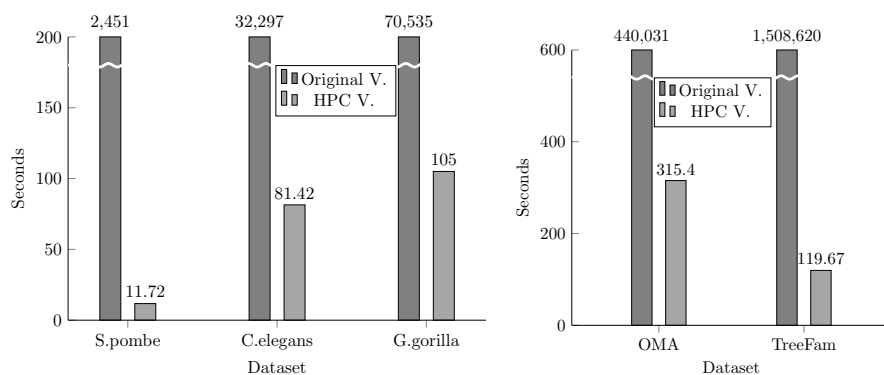 2,451
32,297
70,535
200
150
100
50
0
Seconds
Original V.
HPC V.
11.72
81.42
105
S.pombe
C.elegans
G.gorilla
Dataset
440,031
1,508,620
600
400
200
0
Seconds
Original V.
HPC V.
315.4
119.67
OMA
TreeFam
Dataset